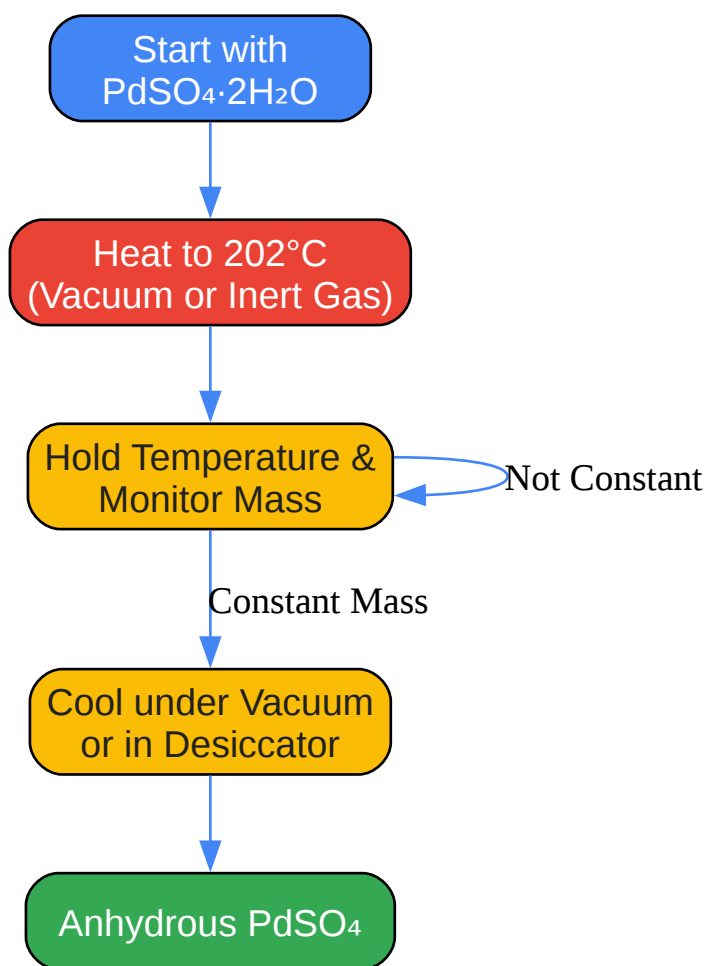 Start with
PdSO₄·2H₂O
Heat to 202°C
(Vacuum or Inert Gas)
Hold Temperature &
Monitor Mass
Not Constant
Constant Mass
Cool under Vacuum
or in Desiccator
Anhydrous PdSO₄